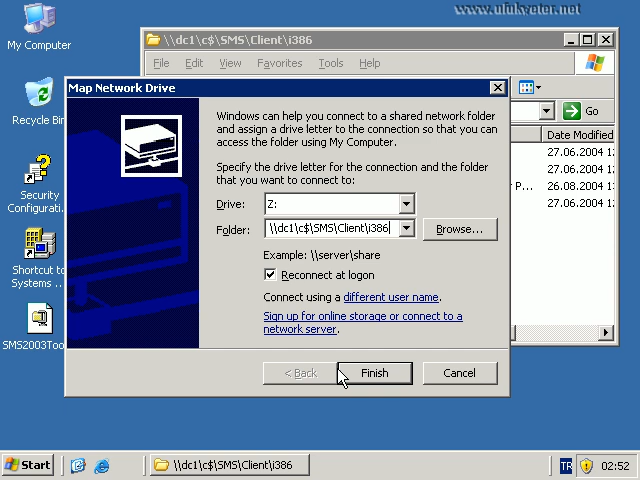 www.ufukyeter.net
My Computer
\\dc1\c$\SMS\Client\i386
File Edit View Favorites Tools Help
Map Network Drive
Recycle Bin
Go
Windows can help you connect to a shared network folder
and assign a drive letter to the connection so that you can
access the folder using My Computer.
Date Modified
27.06.2004 12
27.06.2004 12
r P... 26.08.2004 13
27.06.2004 12
Specify the drive letter for the connection and the folder
that you want to connect to:
Security
Configurati...
Drive: Z:
Folder: \\dc1\c$\SMS\Client\i386 Browse...
Example: \\server\share
Reconnect at logon
Shortcut to
Systems ...
Connect using a different user name.
Sign up for online storage or connect to a
network server.
SMS2003Too
< Back Finish Cancel
Start \\dc1\c$\SMS\Client\i386 TR 02:52